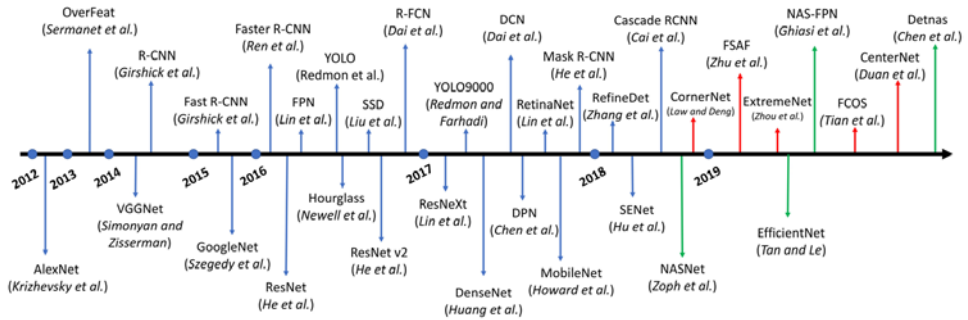 OverFeat
(Sermanet et al.)
R-CNN
(Girshick et al.)
Fast R-CNN
(Girshick et al.)
Faster R-CNN
(Ren et al.)
FPN
(Lin et al.)
YOLO
(Redmon et al.)
SSD
(Liu et al.)
R-FCN
(Dai et al.)
YOLO9000
(Redmon and
Farhadi)
DCN
(Dai et al.)
RetinaNet
(Lin et al.)
Mask R-CNN
(He et al.)
RefineDet
(Zhang et al.)
Cascade RCNN
(Cai et al.)
CornerNet
(Law and Deng)
FSAF
(Zhu et al.)
ExtremeNet
(Zhou et al.)
NAS-FPN
(Ghiasi et al.)
FCOS
(Tian et al.)
CenterNet
(Duan et al.)
Detnas
(Chen et al.)
2012
2013
2014
2015
2016
2017
2018
2019
AlexNet
(Krizhevsky et al.)
VGGNet
(Simonyan and
Zisserman)
GoogleNet
(Szegedy et al.)
ResNet
(He et al.)
Hourglass
(Newell et al.)
ResNet v2
(He et al.)
ResNeXt
(Lin et al.)
DenseNet
(Huang et al.)
DPN
(Chen et al.)
MobileNet
(Howard et al.)
SENet
(Hu et al.)
NASNet
(Zoph et al.)
EfficientNet
(Tan and Le)